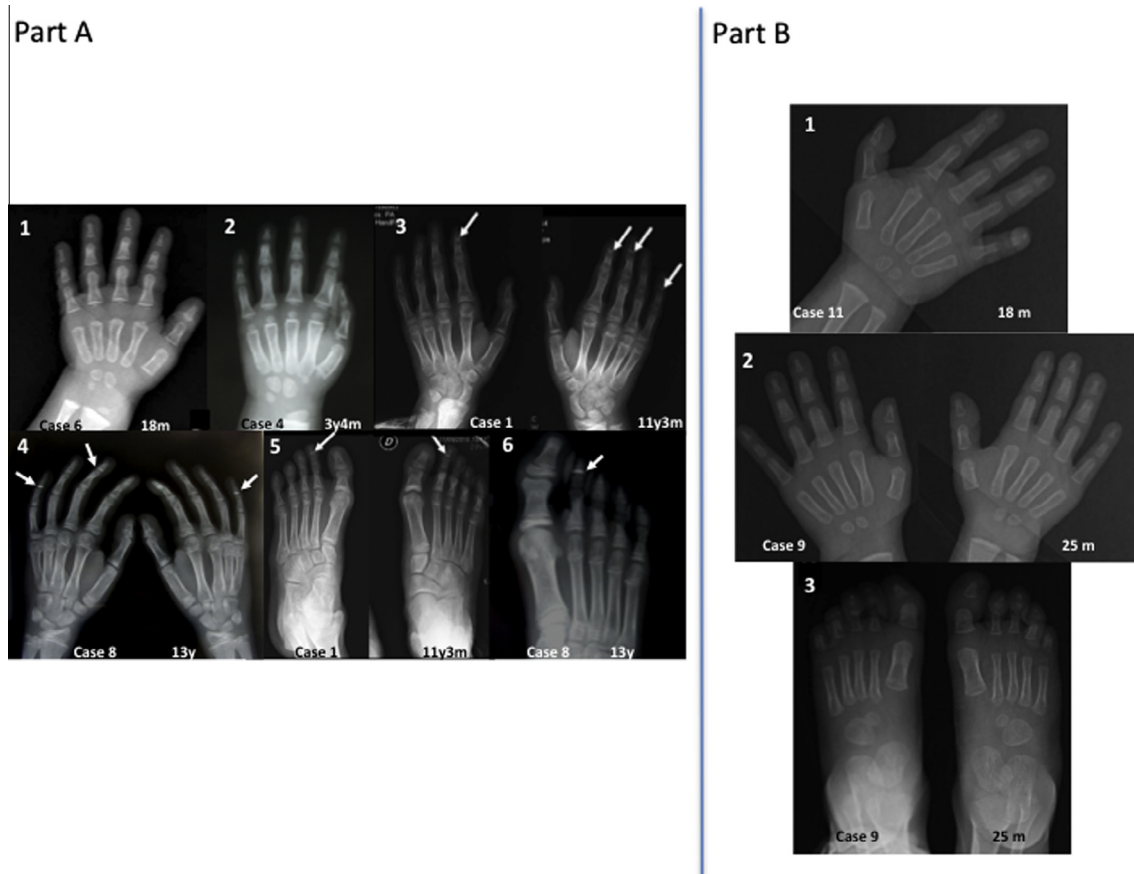 Part A
1
Case 6 18m
2
Case 4 3y4m
3
Case 1 11y3m
4
Case 8 13y
5
D
Case 1 11y3m
6
Case 8 13y
Part B
1
Case 11 18 m
2
Case 9 25 m
3
Case 9 25 m